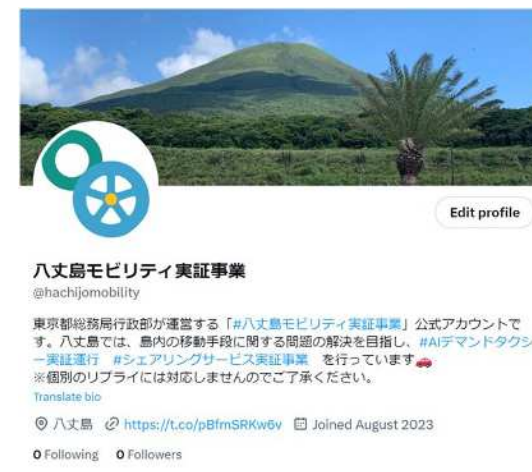 Edit profile
八丈島モビリティ実証事業
@hachijomobility
東京都総務局行政部が運営する「#八丈島モビリティ実証事業」公式アカウントで
す。八丈島では、島内の移動手段に関する問題の解決を目指し、#AIデマンドタクシ
ー実証運行　#シェアリングサービス実証事業　を行っています🚗
※個別のリプライには対応しませんのでご了承ください。
Translate bio
八丈島 https://t.co/pBfmSRKw6v Joined August 2023
0 Following 0 Followers